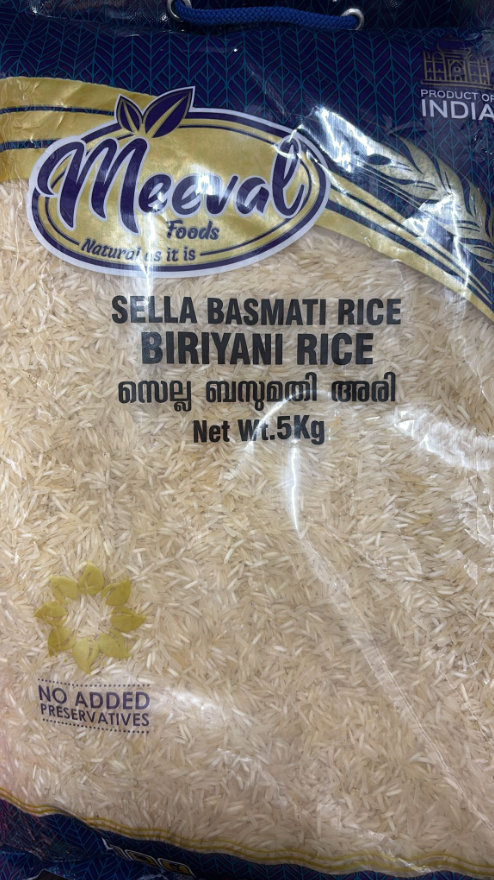 PRODUCT OF
INDIA
Meeval
Foods
Natural as it is
SELLA BASMATI RICE
BIRIYANI RICE
സെല്ല ബസുമതി അരി
Net Wt.5Kg
NO ADDED
PRESERVATIVES